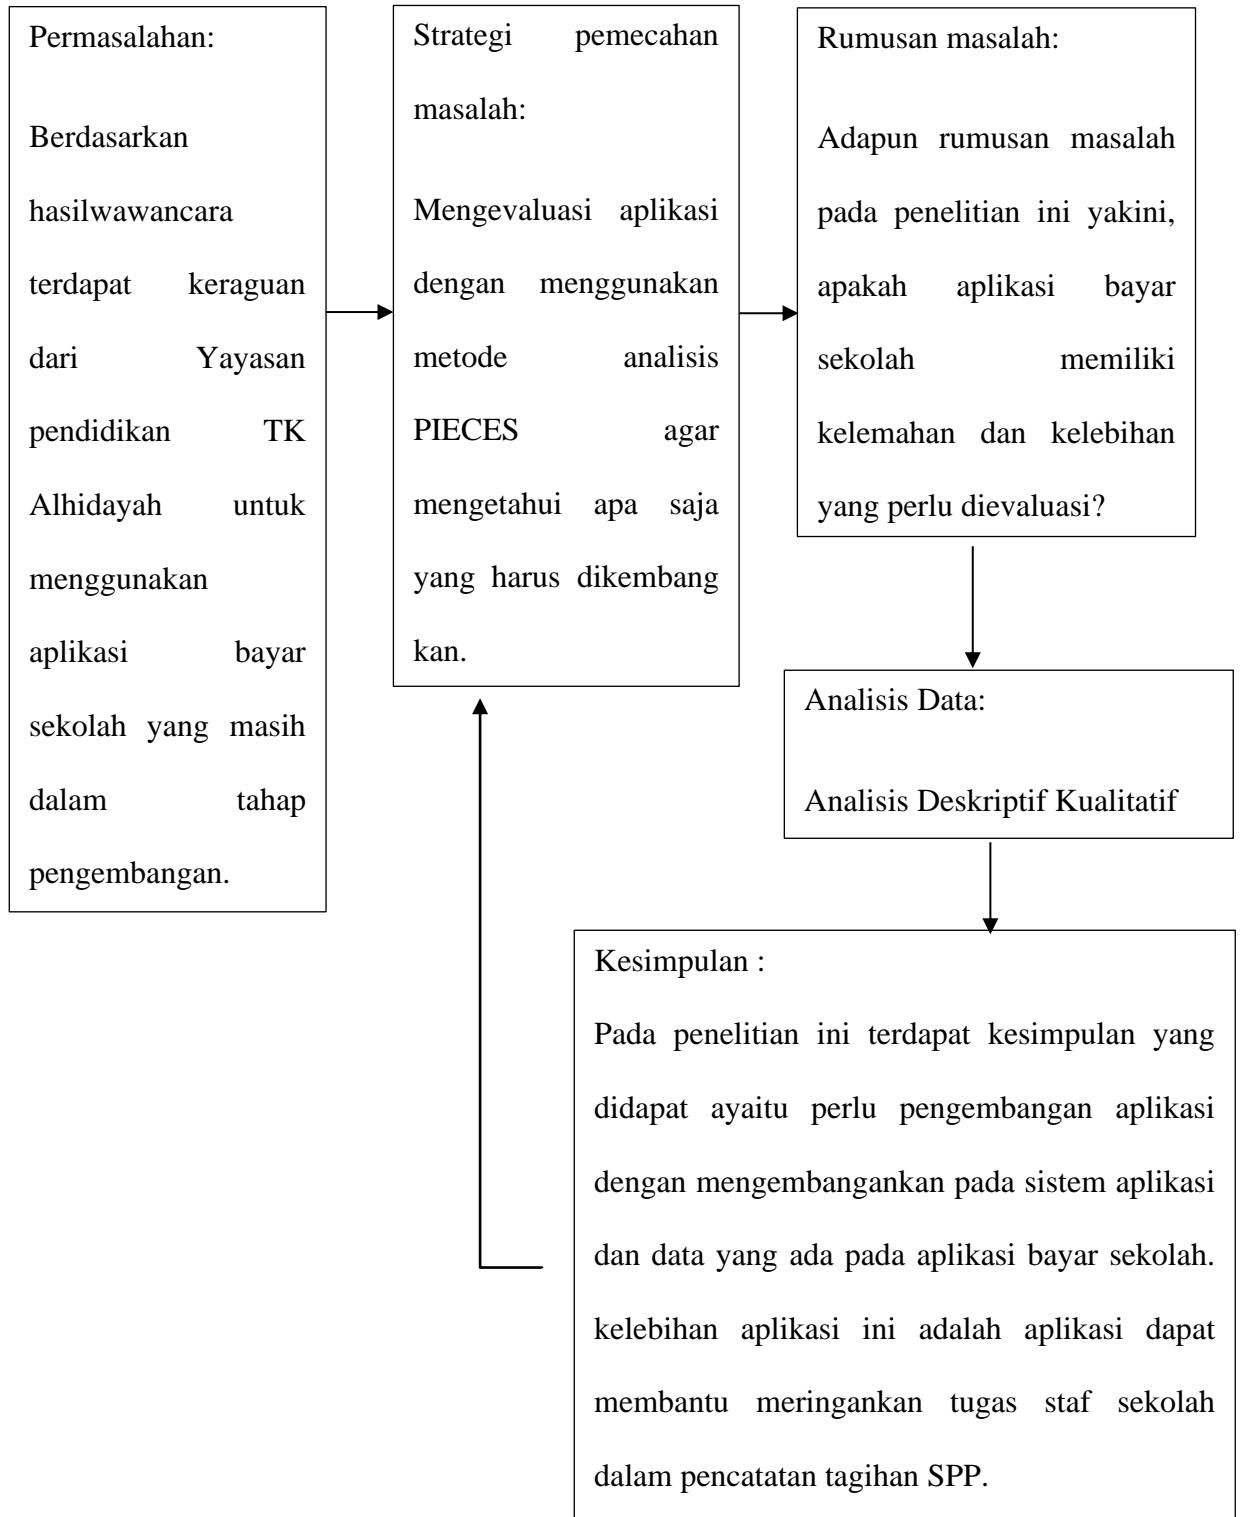 Permasalahan:
Berdasarkan
hasilwawancara
terdapat keraguan
dari Yayasan
pendidikan TK
Alhidayah untuk
menggunakan
aplikasi bayar
sekolah yang masih
dalam tahap
pengembangan.
Strategi pemecahan
masalah:
Mengevaluasi aplikasi
dengan menggunakan
metode analisis
PIECES agar
mengetahui apa saja
yang harus dikembang
kan.
Rumusan masalah:
Adapun rumusan masalah
pada penelitian ini yakini,
apakah aplikasi bayar
sekolah memiliki
kelemahan dan kelebihan
yang perlu dievaluasi?
Analisis Data:
Analisis Deskriptif Kualitatif
Kesimpulan :
Pada penelitian ini terdapat kesimpulan yang
didapat ayaitu perlu pengembangan aplikasi
dengan mengembangankan pada sistem aplikasi
dan data yang ada pada aplikasi bayar sekolah.
kelebihan aplikasi ini adalah aplikasi dapat
membantu meringankan tugas staf sekolah
dalam pencatatan tagihan SPP.